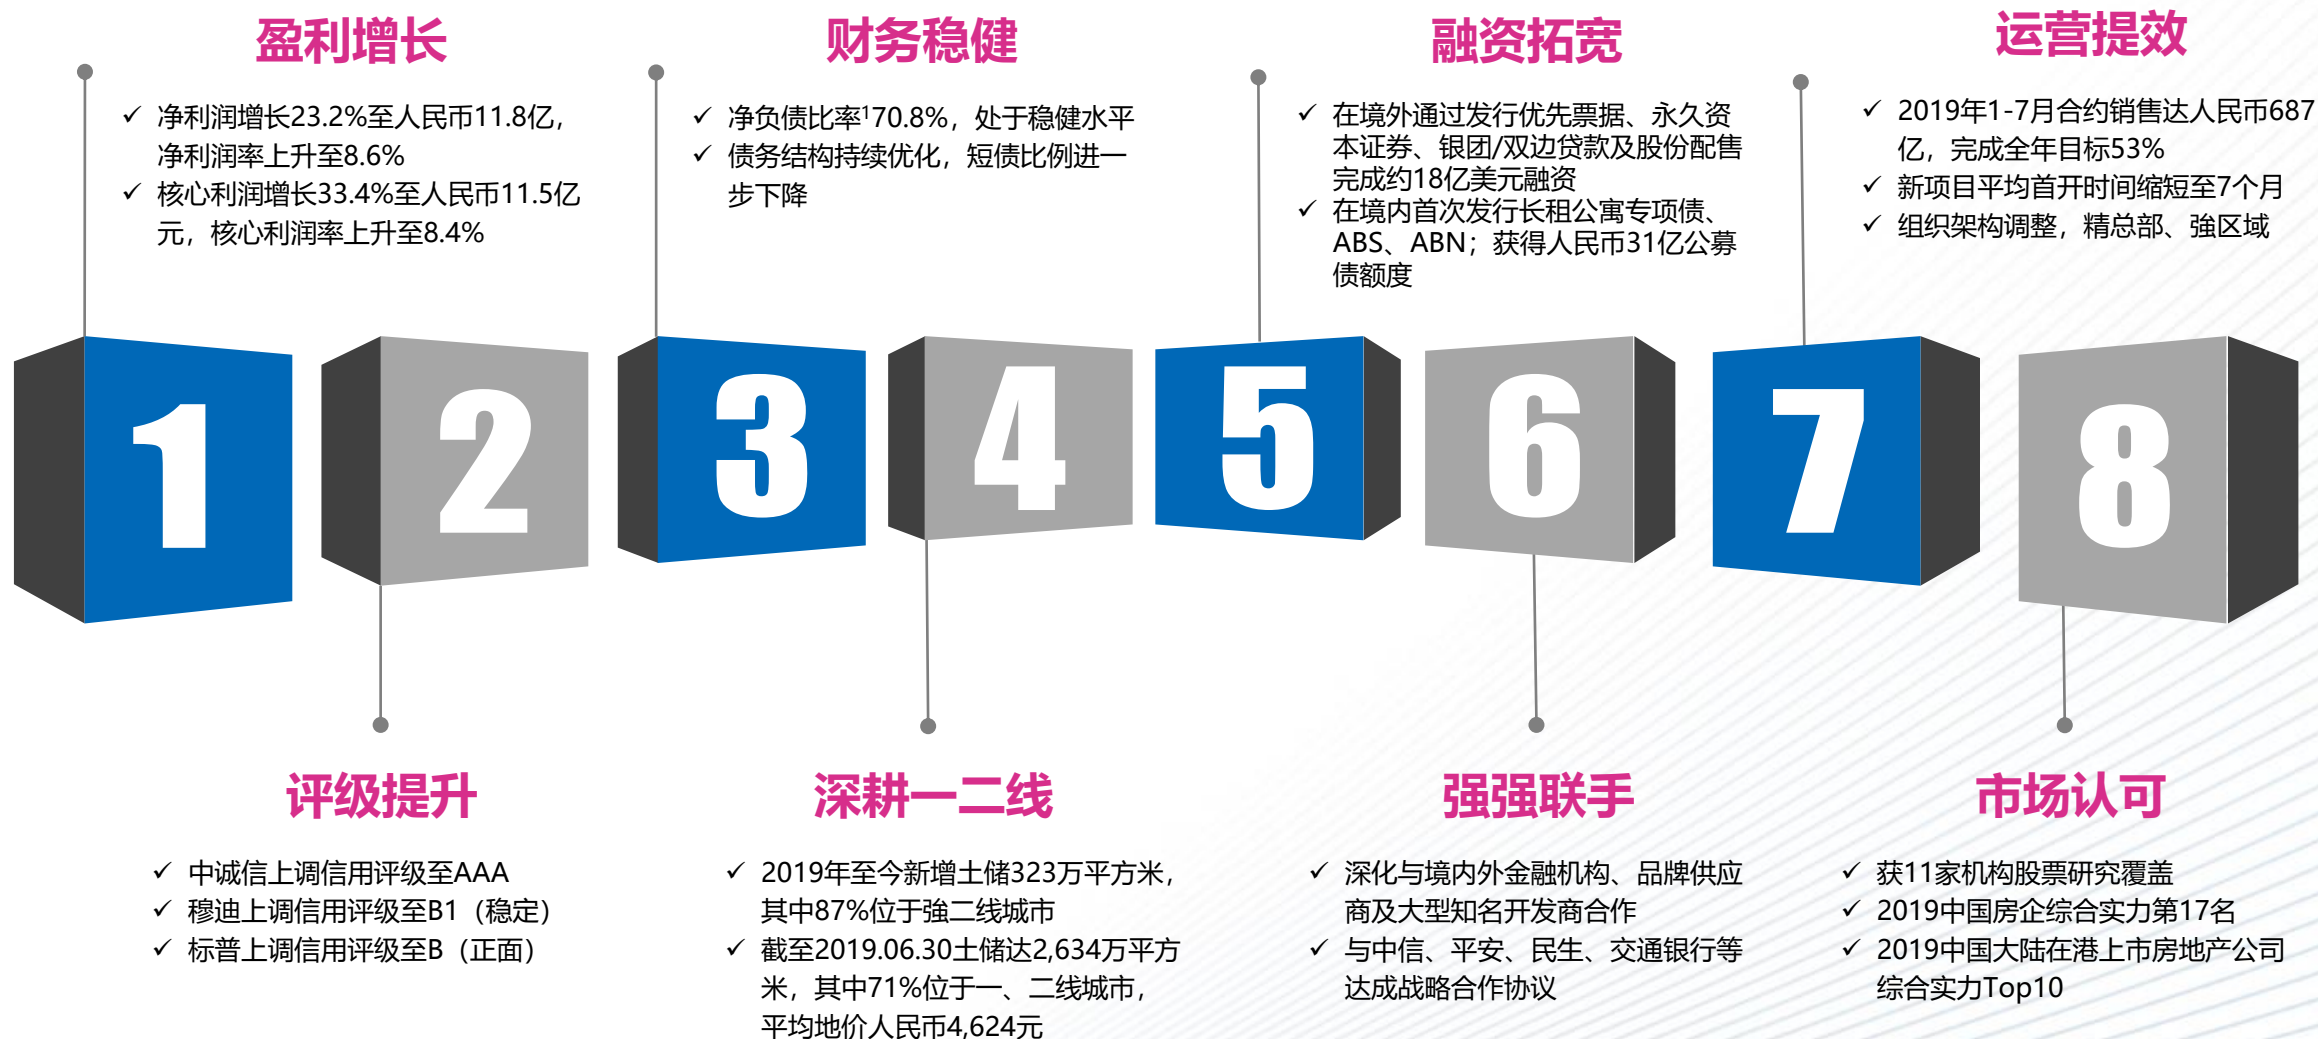 盈利增长
✓ 净利润增长23.2%至人民币11.8亿，
净利润率上升至8.6%
✓ 核心利润增长33.4%至人民币11.5亿
元，核心利润率上升至8.4%
财务稳健
✓ 净负债比率¹70.8%，处于稳健水平
✓ 债务结构持续优化，短债比例进一
步下降
融资拓宽
✓ 在境外通过发行优先票据、永久资
本证券、银团/双边贷款及股份配售
完成约18亿美元融资
✓ 在境内首次发行长租公寓专项债、
ABS、ABN；获得人民币31亿公募
债额度
运营提效
✓ 2019年1-7月合约销售达人民币687
亿，完成全年目标53%
✓ 新项目平均首开时间缩短至7个月
✓ 组织架构调整，精总部、強区域
1
2
3
4
5
6
7
8
评级提升
✓ 中诚信上调信用评级至AAA
✓ 穆迪上调信用评级至B1（稳定）
✓ 标普上调信用评级至B（正面）
深耕一二线
✓ 2019年至今新增土储323万平方米，
其中87%位于強二线城市
✓ 截至2019.06.30土储达2,634万平方
米，其中71%位于一、二线城市，
平均地价人民币4,624元
强强联手
✓ 深化与境内外金融机构、品牌供应
商及大型知名开发商合作
✓ 与中信、平安、民生、交通银行等
达成战略合作协议
市场认可
✓ 获11家机构股票研究覆盖
✓ 2019中国房企综合实力第17名
✓ 2019中国大陆在港上市房地产公司
综合实力Top10